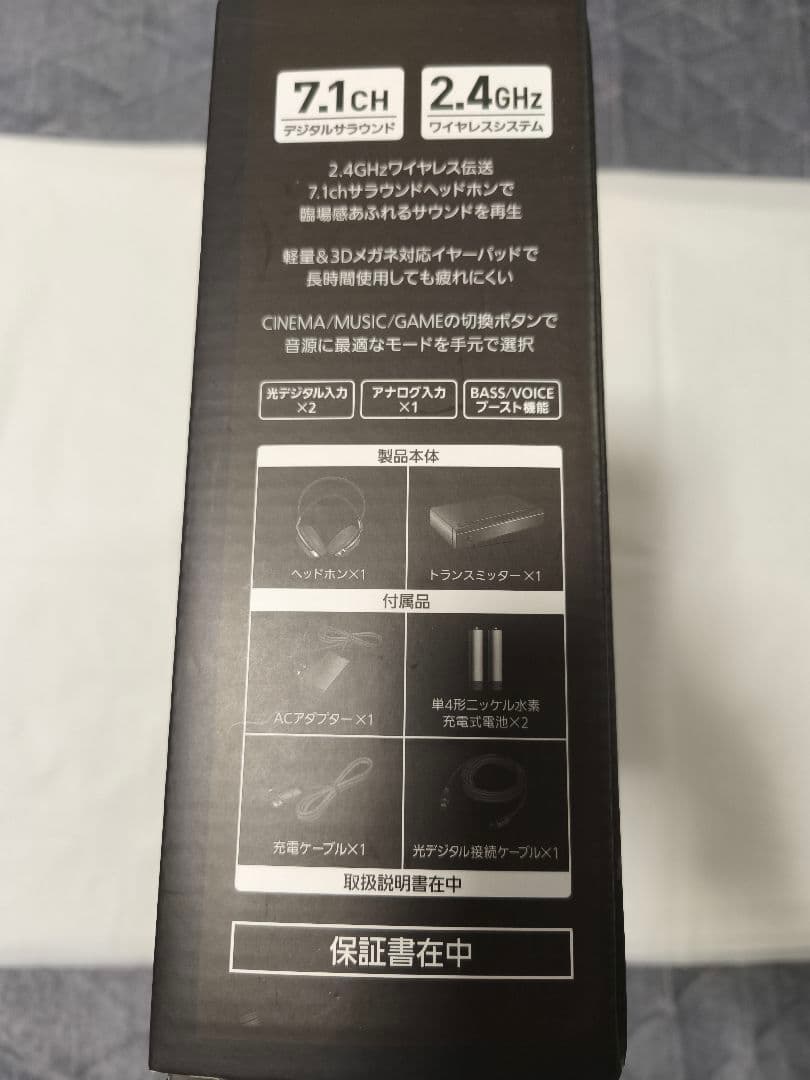 7.1CH
デジタルサラウンド
2.4GHz
ワイヤレスシステム
2.4GHzワイヤレス伝送
7.1chサラウンドヘッドホンで
臨場感あふれるサウンドを再生
軽量&3Dメガネ対応イヤーパッドで
長時間使用しても疲れにくい
CINEMA/MUSIC/GAMEの切換ボタンで
音源に最適なモードを手元で選択
光デジタル入力
×2
アナログ入力
×1
BASS/VOICE
ブースト機能
製品本体
ヘッドホン×1
トランスミッター×1
付属品
ACアダプター×1
単4形ニッケル水素
充電式電池×2
充電ケーブル×1
光デジタル接続ケーブル×1
取扱説明書在中
保証書在中